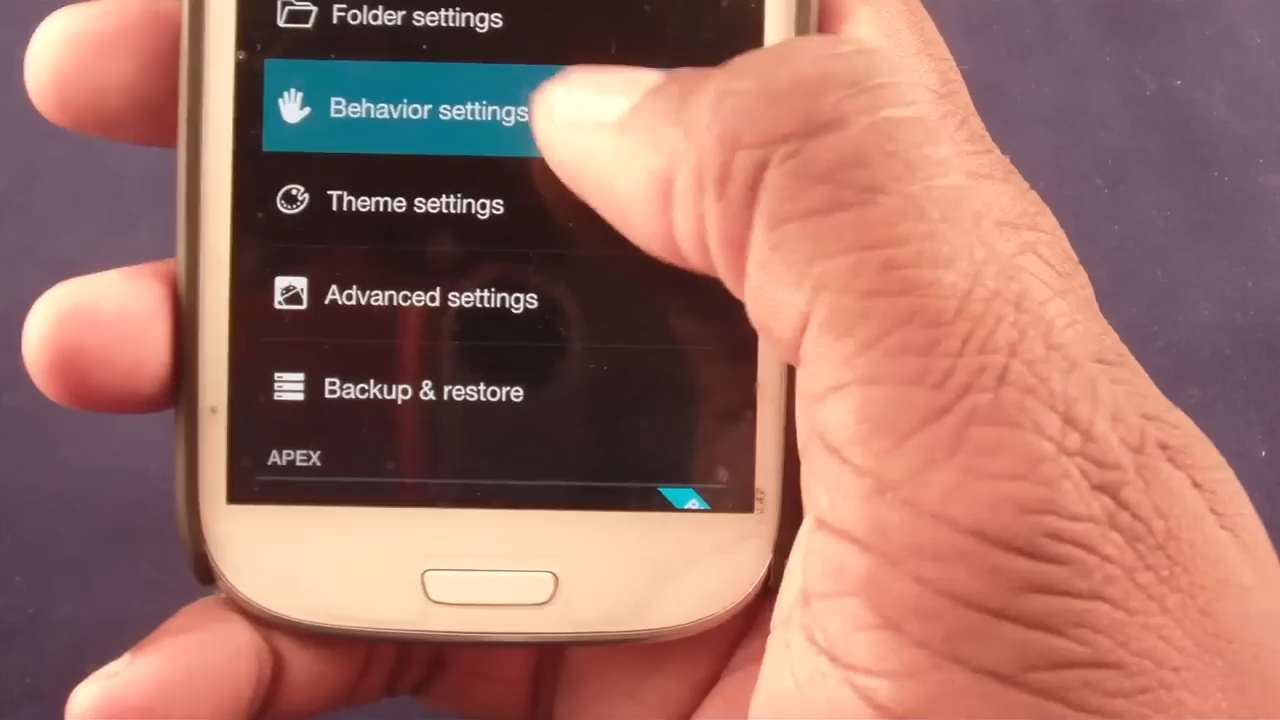 Folder settings
Behavior settings
Theme settings
Advanced settings
Backup & restore
APEX